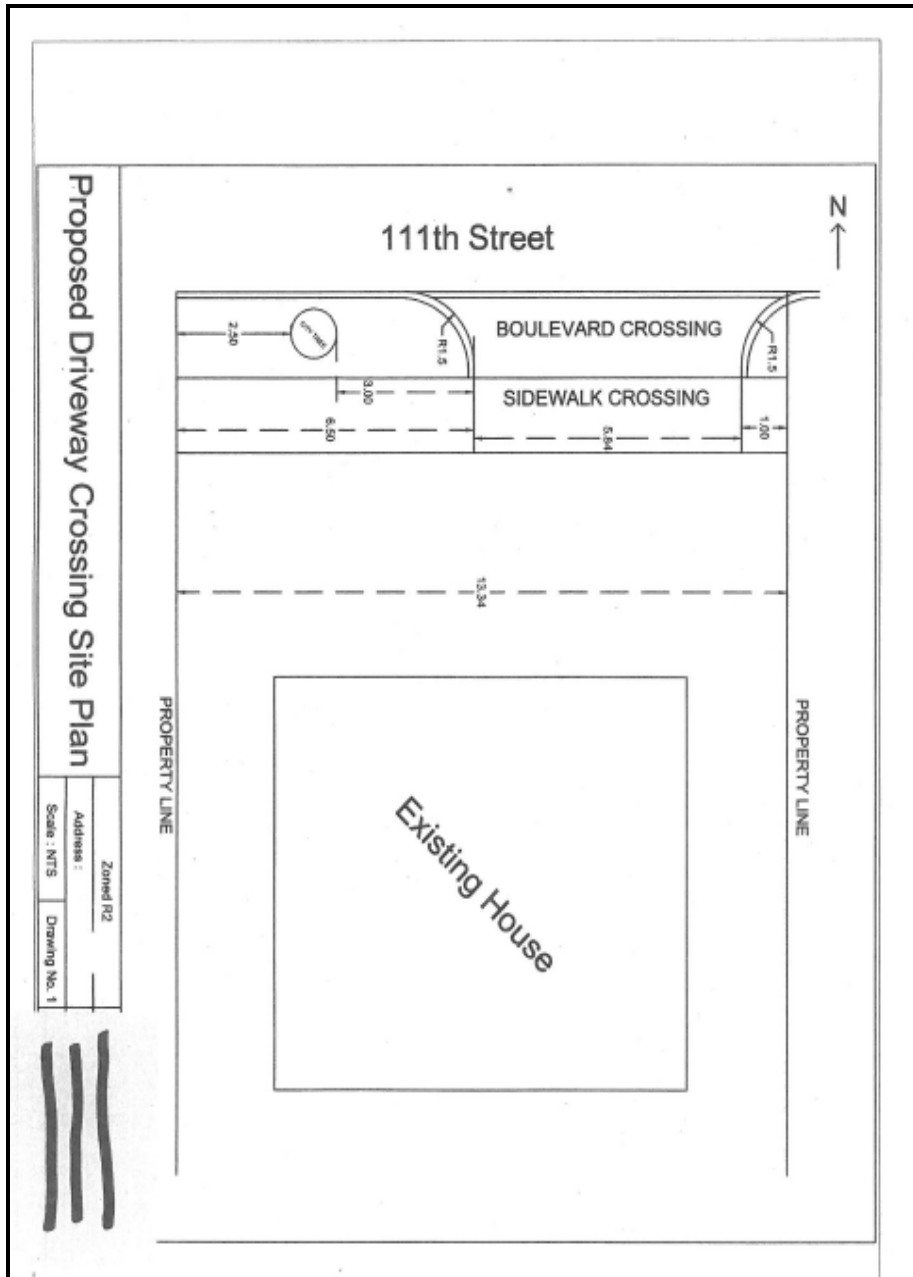 N
111th Street
BOULEVARD CROSSING
SIDEWALK CROSSING
R1.5
R1.5
2.50
3.00
6.50
5.84
1.00
13.34
PROPERTY LINE
PROPERTY LINE
Existing House
Proposed Driveway Crossing Site Plan
Zoned R2
Address :
Scale : NTS
Drawing No. 1